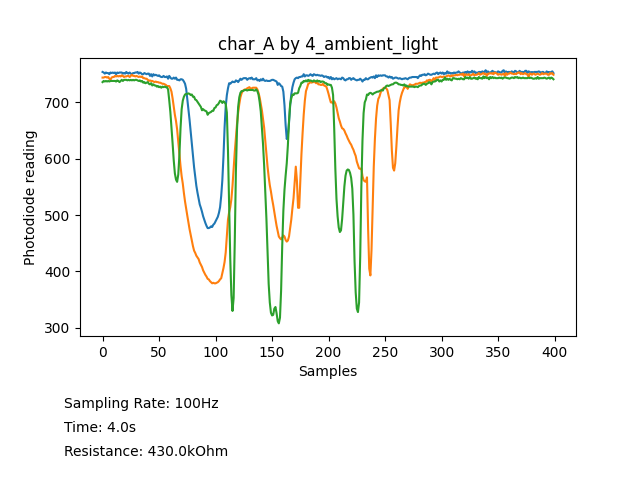 char_A by 4_ambient_light
Photodiode reading
700
600
500
400
300
0 50 100 150 200 250 300 350 400
Samples
Sampling Rate: 100Hz
Time: 4.0s
Resistance: 430.0kOhm